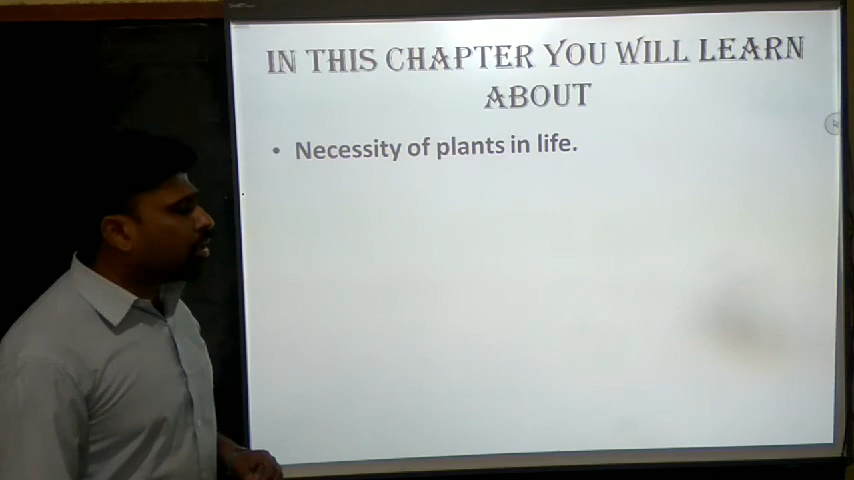 IN THIS CHAPTER YOU WILL LEARN
ABOUT
• Necessity of plants in life.